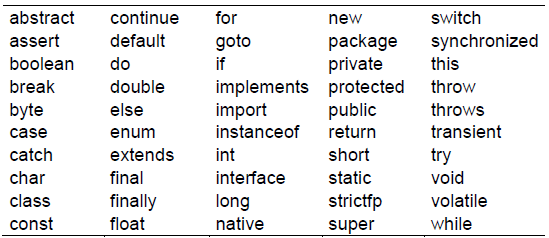 abstract continue for new switch
assert default goto package synchronized
boolean do if private this
break double implements protected throw
byte else import public throws
case enum instanceof return transient
catch extends int short try
char final interface static void
class finally long strictfp volatile
const float native super while